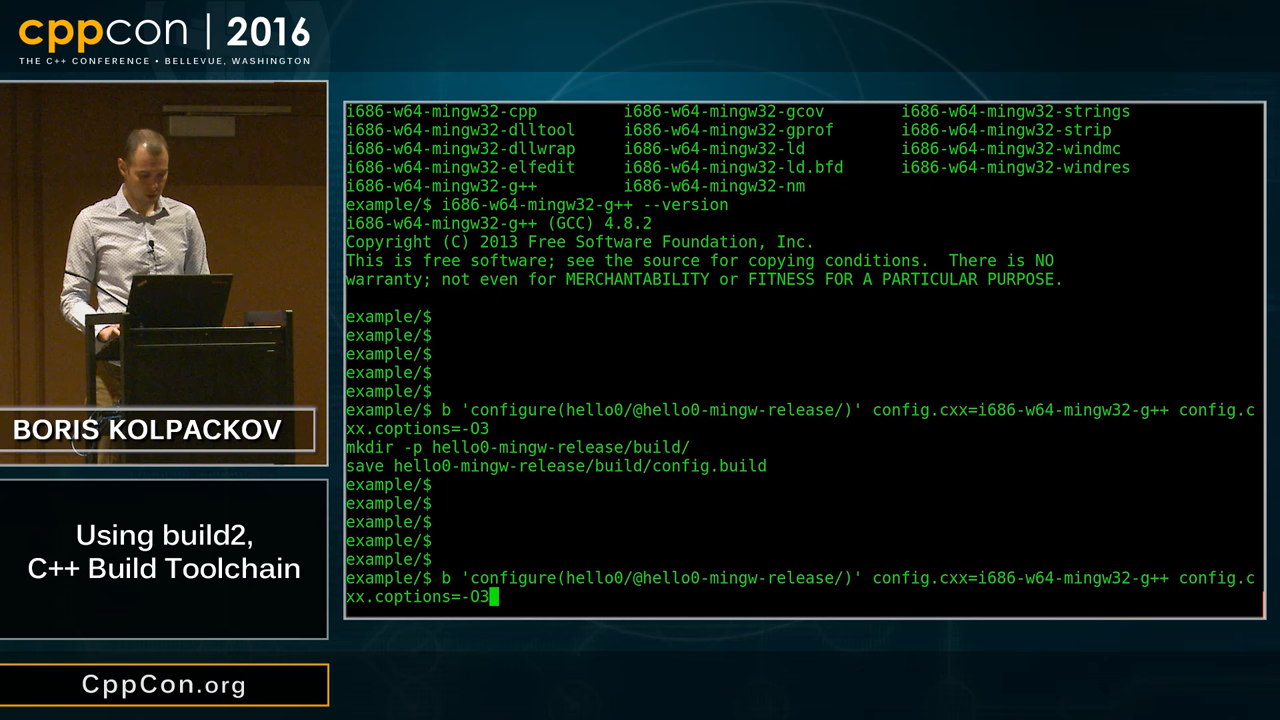 cppcon | 2016
THE C++ CONFERENCE • BELLEVUE, WASHINGTON
BORIS KOLPACKOV
Using build2,
C++ Build Toolchain
CppCon.org
i686-w64-mingw32-cpp i686-w64-mingw32-gcov i686-w64-mingw32-strings
i686-w64-mingw32-dlltool i686-w64-mingw32-gprof i686-w64-mingw32-strip
i686-w64-mingw32-dllwrap i686-w64-mingw32-ld i686-w64-mingw32-windmc
i686-w64-mingw32-elfedit i686-w64-mingw32-ld.bfd i686-w64-mingw32-windres
i686-w64-mingw32-g++ i686-w64-mingw32-nm
example/$ i686-w64-mingw32-g++ --version
i686-w64-mingw32-g++ (GCC) 4.8.2
Copyright (C) 2013 Free Software Foundation, Inc.
This is free software; see the source for copying conditions. There is NO
warranty; not even for MERCHANTABILITY or FITNESS FOR A PARTICULAR PURPOSE.
example/$
example/$
example/$
example/$
example/$
example/$ b 'configure(hello0/@hello0-mingw-release/)' config.cxx=i686-w64-mingw32-g++ config.c
xx.coptions=-O3
mkdir -p hello0-mingw-release/build/
save hello0-mingw-release/build/config.build
example/$
example/$
example/$
example/$
example/$
example/$ b 'configure(hello0/@hello0-mingw-release/)' config.cxx=i686-w64-mingw32-g++ config.c
xx.coptions=-O3